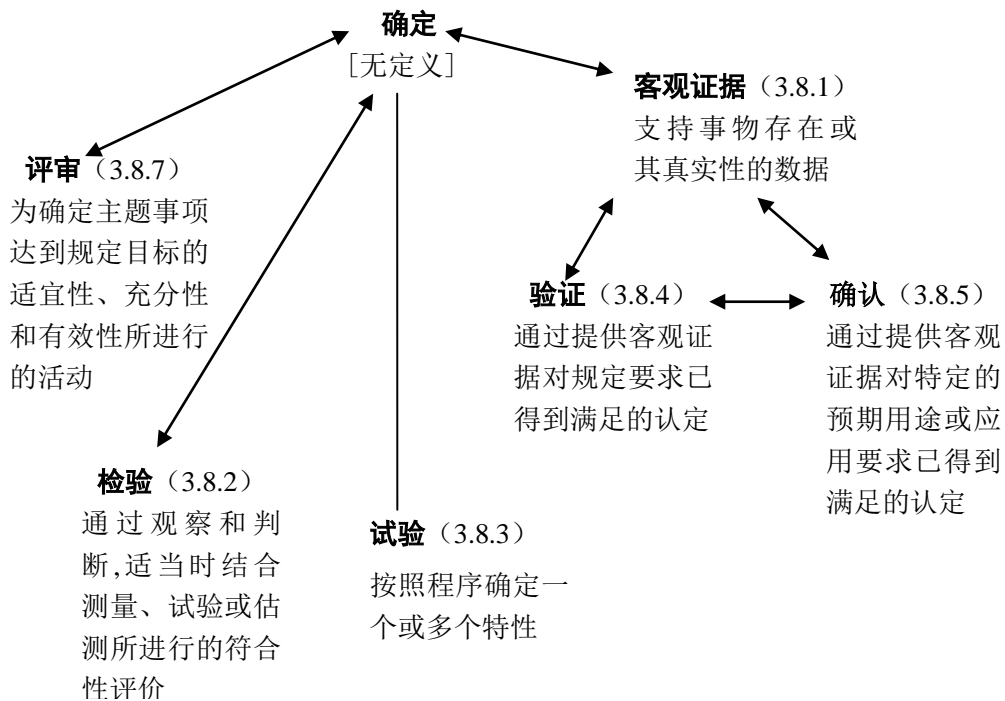 确定
[无定义]
客观证据（3.8.1）
支持事物存在或
其真实性的数据
评审（3.8.7）
为确定主题事项
达到规定目标的
适宜性、充分性
和有效性所进行
的活动
验证（3.8.4）
通过提供客观证
据对规定要求已
得到满足的认定
确认（3.8.5）
通过提供客观
证据对特定的
预期用途或应
用要求已得到
满足的认定
检验（3.8.2）
通过观察和判
断,适当时结合
测量、试验或估
测所进行的符合
性评价
试验（3.8.3）
按照程序确定一
个或多个特性